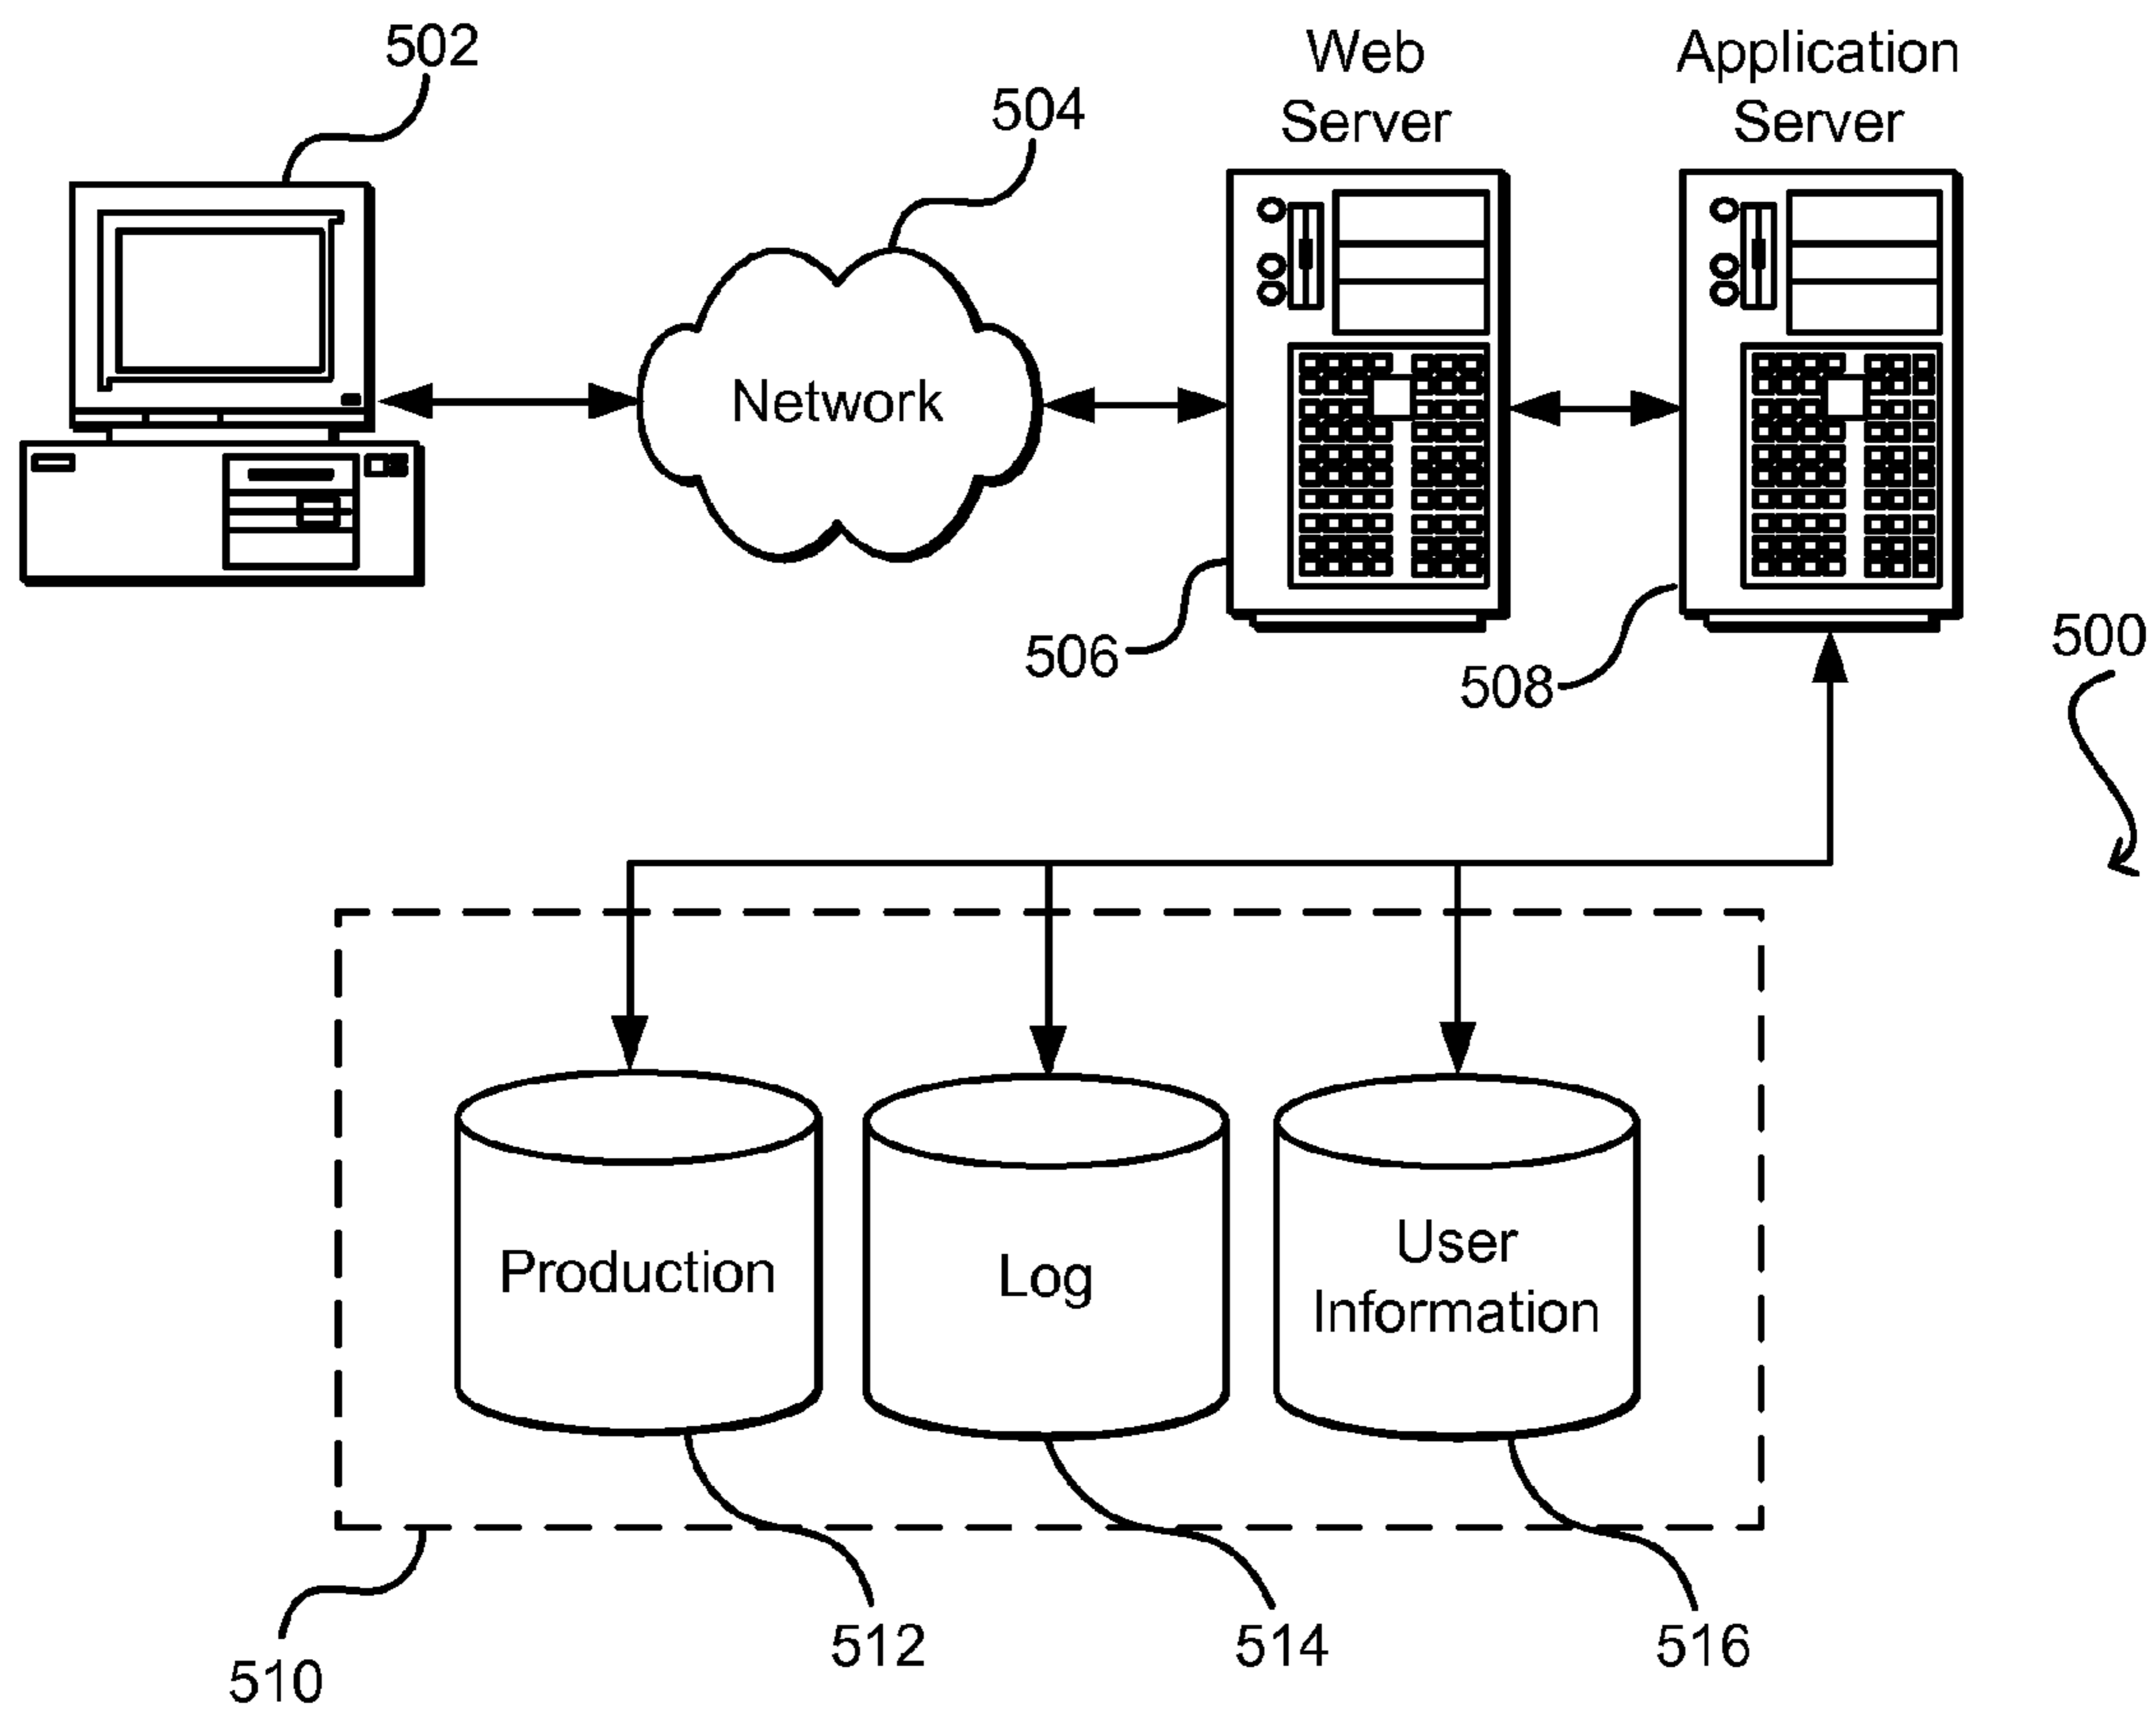 502
504
Web
Server
Application
Server
Network
506
508
500
Production
Log
User
Information
510
512
514
516